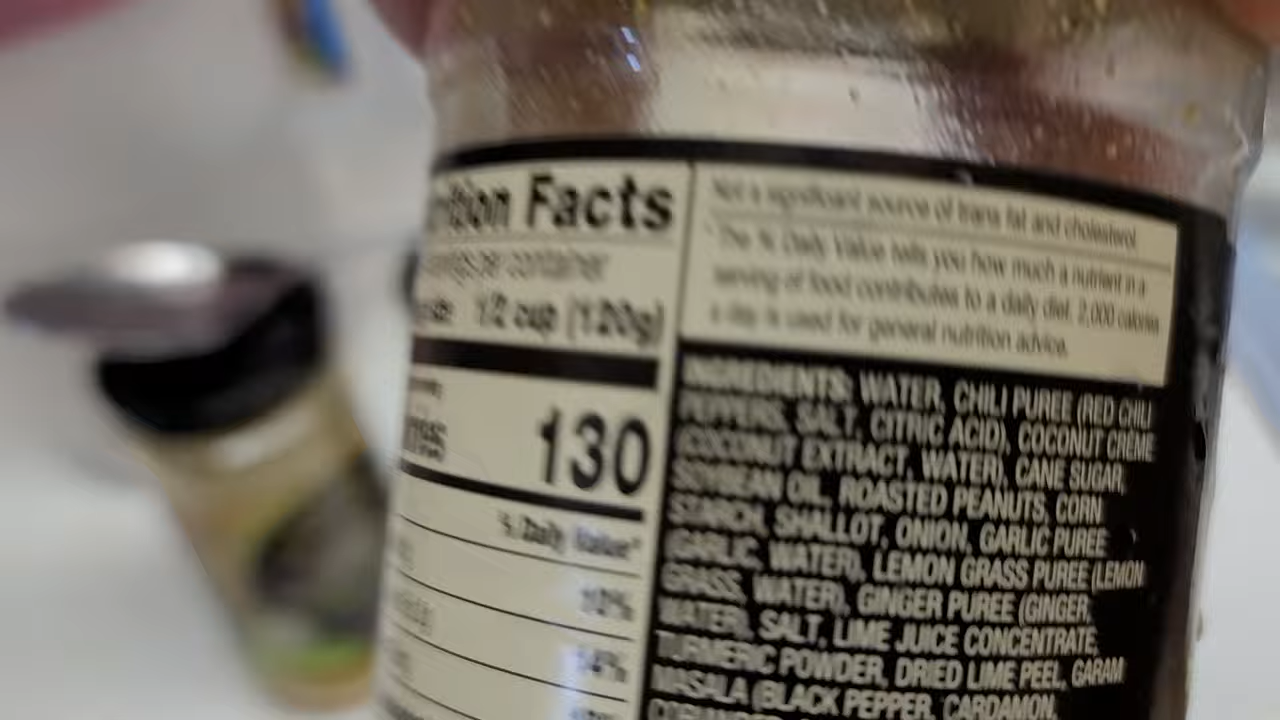 rition Facts
per container
1/2 cup (120g)
130
% Daily Value*
10%
14%
Not a significant source of trans fat and cholesterol.
The % Daily Value tells you how much a nutrient in a
serving of food contributes to a daily diet. 2,000 calories
a day is used for general nutrition advice.
INGREDIENTS: WATER, CHILI PUREE (RED CHILI
PEPPERS, SALT, CITRIC ACID), COCONUT CRÈME
(COCONUT EXTRACT, WATER), CANE SUGAR,
SOYBEAN OIL, ROASTED PEANUTS, CORN
STARCH, SHALLOT, ONION, GARLIC PUREE
(GARLIC, WATER), LEMON GRASS PUREE (LEMON
GRASS, WATER), GINGER PUREE (GINGER,
WATER), SALT, LIME JUICE CONCENTRATE,
TURMERIC POWDER, DRIED LIME PEEL, GARAM
MASALA (BLACK PEPPER, CARDAMON,